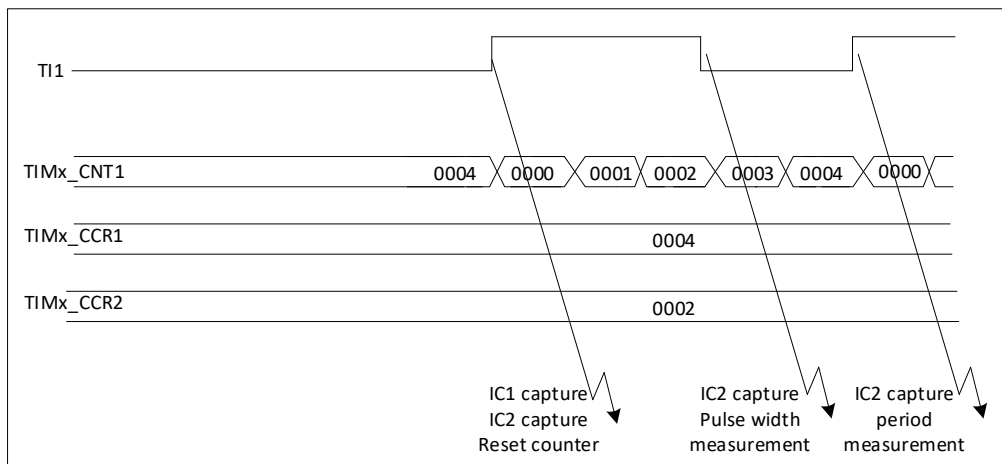 TI1
TIMx_CNT1
0004 0000 0001 0002 0003 0004 0000
TIMx_CCR1
0004
TIMx_CCR2
0002
IC1 capture
IC2 capture
Reset counter
IC2 capture
Pulse width
measurement
IC2 capture
period
measurement